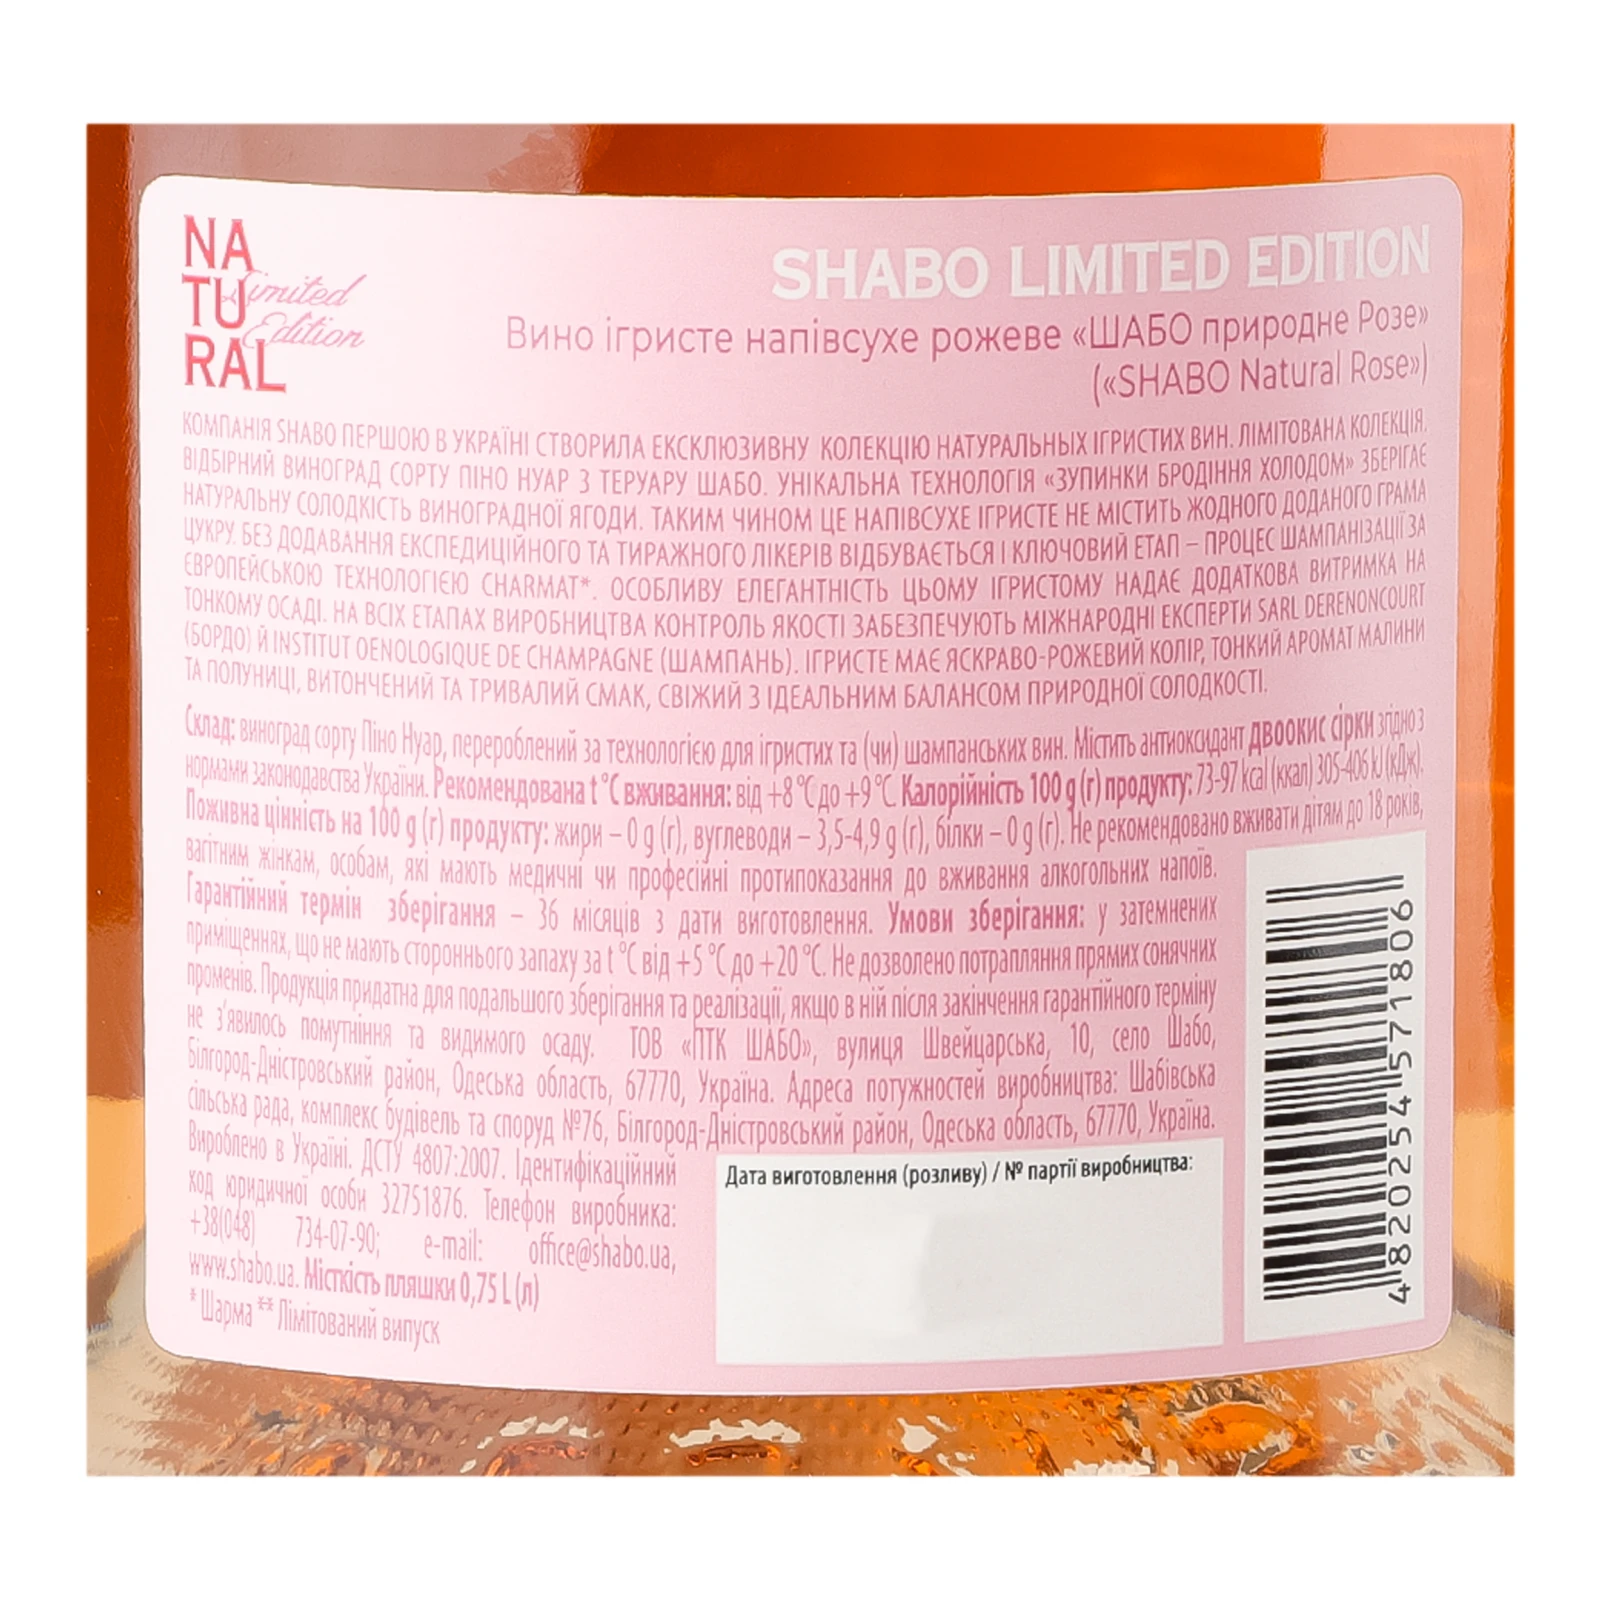 NA
TU
RAL
Limited
Edition
SHABO LIMITED EDITION
Вино ігристе напівсухе рожеве «ШАБО природне Розе»
(«SHABO Natural Rose»)
КОМПАНІЯ SHABO ПЕРШОЮ В УКРАЇНІ СТВОРИЛА ЕКСКЛЮЗИВНУ КОЛЕКЦІЮ НАТУРАЛЬНЫХ ІГРИСТИХ ВИН. ЛІМІТОВАНА КОЛЕКЦІЯ.
ВІДБІРНИЙ ВИНОГРАД СОРТУ ПІНО НУАР З ТЕРУАРУ ШАБО. УНІКАЛЬНА ТЕХНОЛОГІЯ «ЗУПИНКИ БРОДІННЯ ХОЛОДОМ» ЗБЕРІГАЄ
НАТУРАЛЬНУ СОЛОДКІСТЬ ВИНОГРАДНОЇ ЯГОДИ. ТАКИМ ЧИНОМ ЦЕ НАПІВСУХЕ ІГРИСТЕ НЕ МІСТИТЬ ЖОДНОГО ДОДАНОГО ГРАМА
ЦУКРУ. БЕЗ ДОДАВАННЯ ЕКСПЕДИЦІЙНОГО ТА ТИРАЖНОГО ЛІКЕРІВ ВІДБУВАЄТЬСЯ І КЛЮЧОВИЙ ЕТАП – ПРОЦЕС ШАМПАНІЗАЦІЇ ЗА
ЄВРОПЕЙСЬКОЮ ТЕХНОЛОГІЄЮ CHARMAT*. ОСОБЛИВУ ЕЛЕГАНТНІСТЬ ЦЬОМУ ІГРИСТОМУ НАДАЄ ДОДАТКОВА ВИТРИМКА НА
ТОНКОМУ ОСАДІ. НА ВСІХ ЕТАПАХ ВИРОБНИЦТВА КОНТРОЛЬ ЯКОСТІ ЗАБЕЗПЕЧУЮТЬ МІЖНАРОДНІ ЕКСПЕРТИ SARL DERENONCOURT
(БОРДО) Й INSTITUT OENOLOGIQUE DE CHAMPAGNE (ШАМПАНЬ). ІГРИСТЕ МАЄ ЯСКРАВО-РОЖЕВИЙ КОЛІР, ТОНКИЙ АРОМАТ МАЛИНИ
ТА ПОЛУНИЦІ, ВИТОНЧЕНИЙ ТА ТРИВАЛИЙ СМАК, СВІЖИЙ З ІДЕАЛЬНИМ БАЛАНСОМ ПРИРОДНОЇ СОЛОДКОСТІ.
Склад: виноград сорту Піно Нуар, перероблений за технологією для ігристих та (чи) шампанських вин. Містить антиоксидант двоокис сірки згідно з
нормами законодавства України. Рекомендована t °C вживання: від +8 °C до +9 °C. Калорійність 100 g (г) продукту: 73-97 kcal (ккал) 305-406 kJ (кДж).
Поживна цінність на 100 g (г) продукту: жири – 0 g (г), вуглеводи – 3,5-4,9 g (г), білки – 0 g (г). Не рекомендовано вживати дітям до 18 років,
вагітним жінкам, особам, які мають медичні чи професійні протипоказання до вживання алкогольних напоїв.
Гарантійний термін зберігання – 36 місяців з дати виготовлення. Умови зберігання: у затемнених
приміщеннях, що не мають стороннього запаху за t °C від +5 °C до +20 °C. Не дозволено потрапляння прямих сонячних
променів. Продукція придатна для подальшого зберігання та реалізації, якщо в ній після закінчення гарантійного терміну
не з'явилось помутніння та видимого осаду. ТОВ «ПТК ШАБО», вулиця Швейцарська, 10, село Шабо,
Білгород-Дністровський район, Одеська область, 67770, Україна. Адреса потужностей виробництва: Шабівська
сільська рада, комплекс будівель та споруд №76, Білгород-Дністровський район, Одеська область, 67770, Україна.
Вироблено в Україні. ДСТУ 4807:2007. Ідентифікаційний
код юридичної особи 32751876. Телефон виробника:
+38(048) 734-07-90; e-mail: office@shabo.ua,
www.shabo.ua. Місткість пляшки 0,75 L (л)
* Шарма ** Лімітований випуск
Дата виготовлення (розливу) / № партії виробництва:
4820254571806